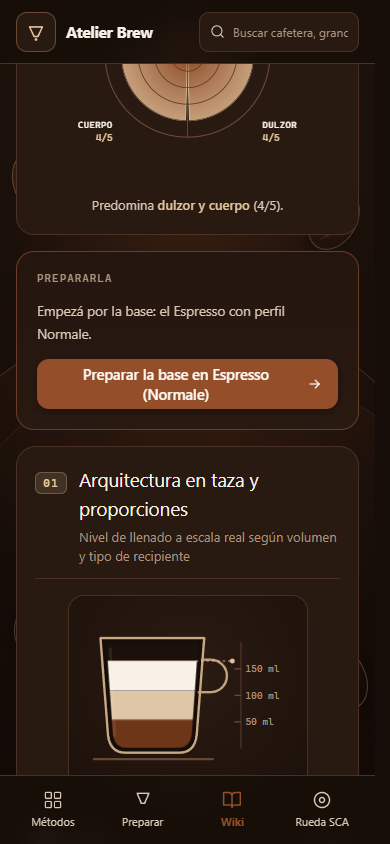 Atelier Brew
Buscar cafetera, granc
CUERPO
4/5
DULZOR
4/5
Predomina dulzor y cuerpo (4/5).
PREPARARLA
Empezá por la base: el Espresso con perfil
Normale.
Preparar la base en Espresso
(Normale)
01
Arquitectura en taza y
proporciones
Nivel de llenado a escala real según volumen
y tipo de recipiente
150 ml
100 ml
50 ml
Métodos
Preparar
Wiki
Rueda SCA